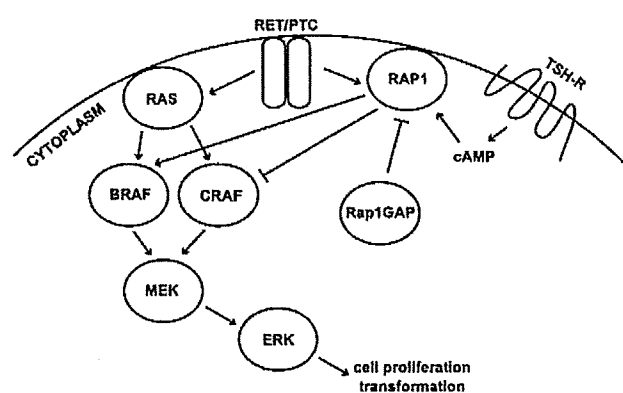 RET/PTC
TSH-R
RAS
RAP1
CYTOPLASM
cAMP
BRAF
CRAF
Rap1GAP
MEK
ERK
cell proliferation
transformation